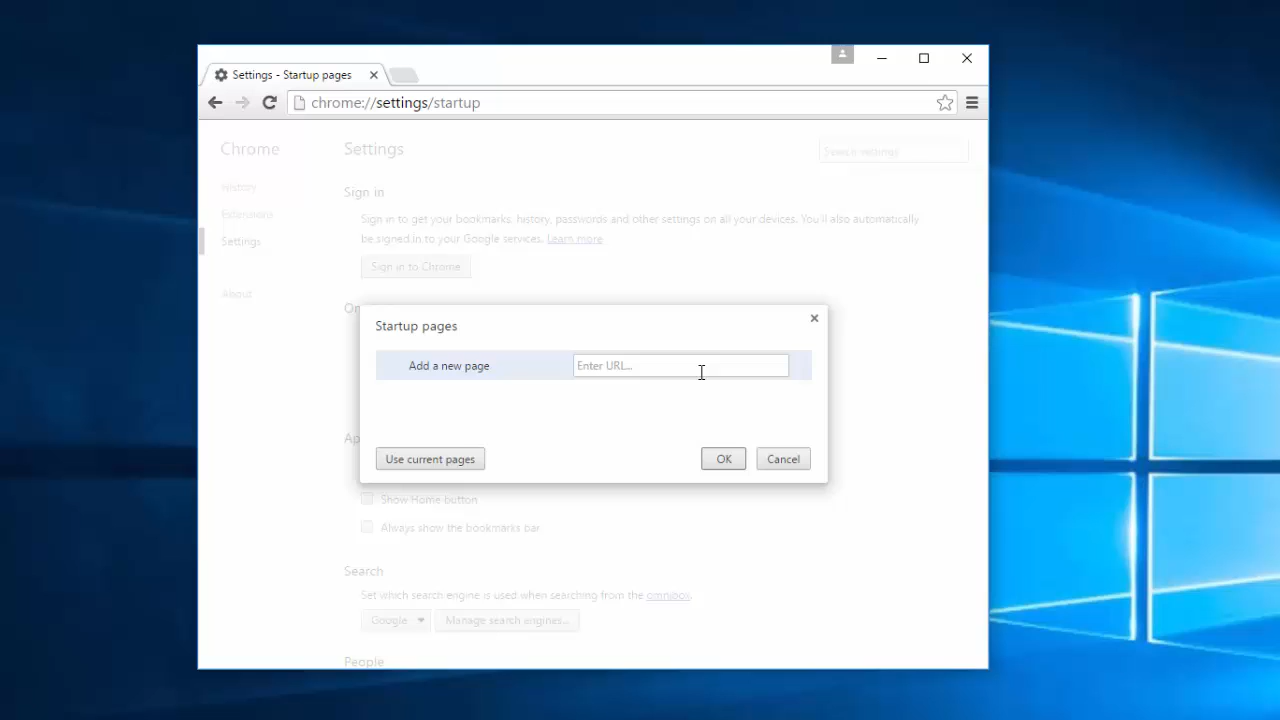 Settings - Startup pages
chrome://settings/startup
Chrome
Settings
Search settings
History
Extensions
Settings
About
Sign in
Sign in to get your bookmarks, history, passwords and other settings on all your devices. You'll also automatically
be signed in to your Google services. Learn more
Sign in to Chrome
On
Startup pages
Add a new page
Enter URL...
Ap
Use current pages
OK
Cancel
Show Home button
Always show the bookmarks bar
Search
Set which search engine is used when searching from the omnibox.
Google
Manage search engines...
People